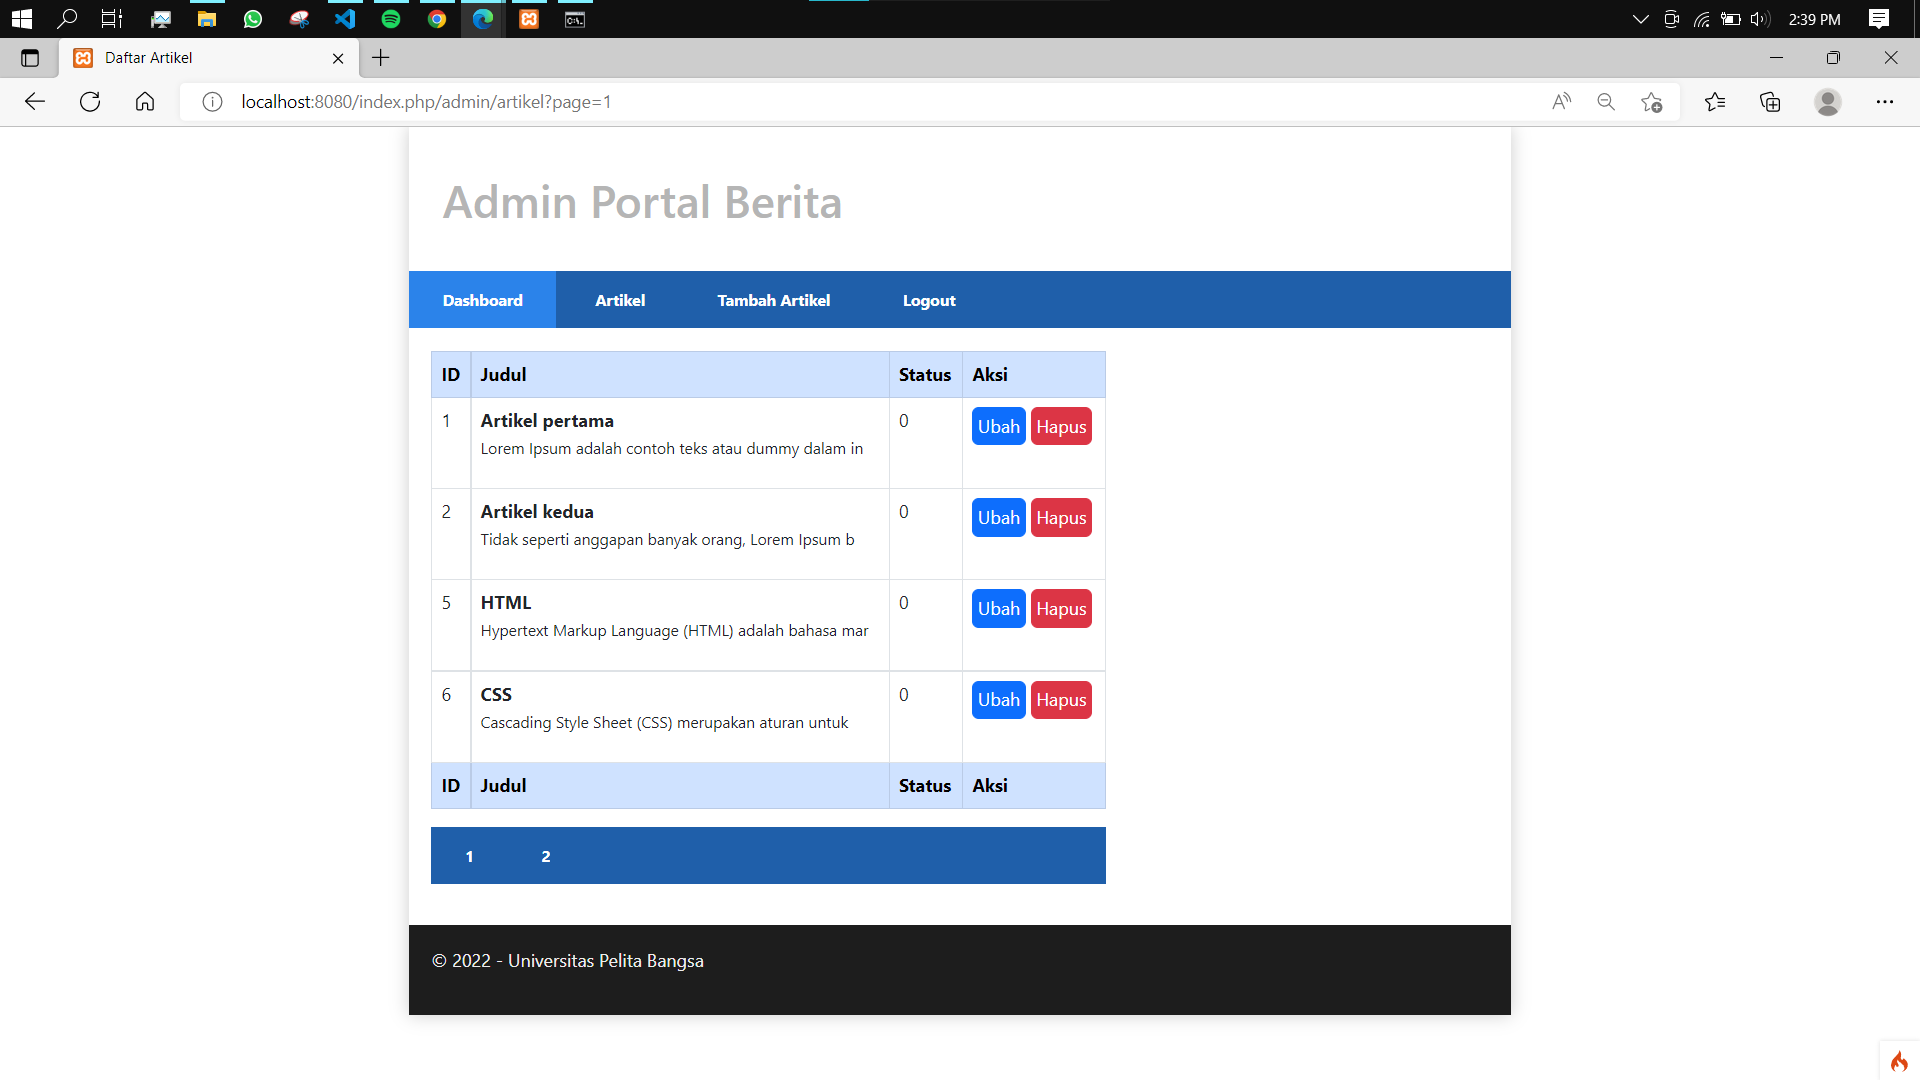 2:39 PM
Daftar Artikel
localhost:8080/index.php/admin/artikel?page=1
Admin Portal Berita
Dashboard Artikel Tambah Artikel Logout
ID Judul Status Aksi
1 Artikel pertama 0 Ubah Hapus
Lorem Ipsum adalah contoh teks atau dummy dalam in
2 Artikel kedua 0 Ubah Hapus
Tidak seperti anggapan banyak orang, Lorem Ipsum b
5 HTML 0 Ubah Hapus
Hypertext Markup Language (HTML) adalah bahasa mar
6 CSS 0 Ubah Hapus
Cascading Style Sheet (CSS) merupakan aturan untuk
ID Judul Status Aksi
1 2
© 2022 - Universitas Pelita Bangsa